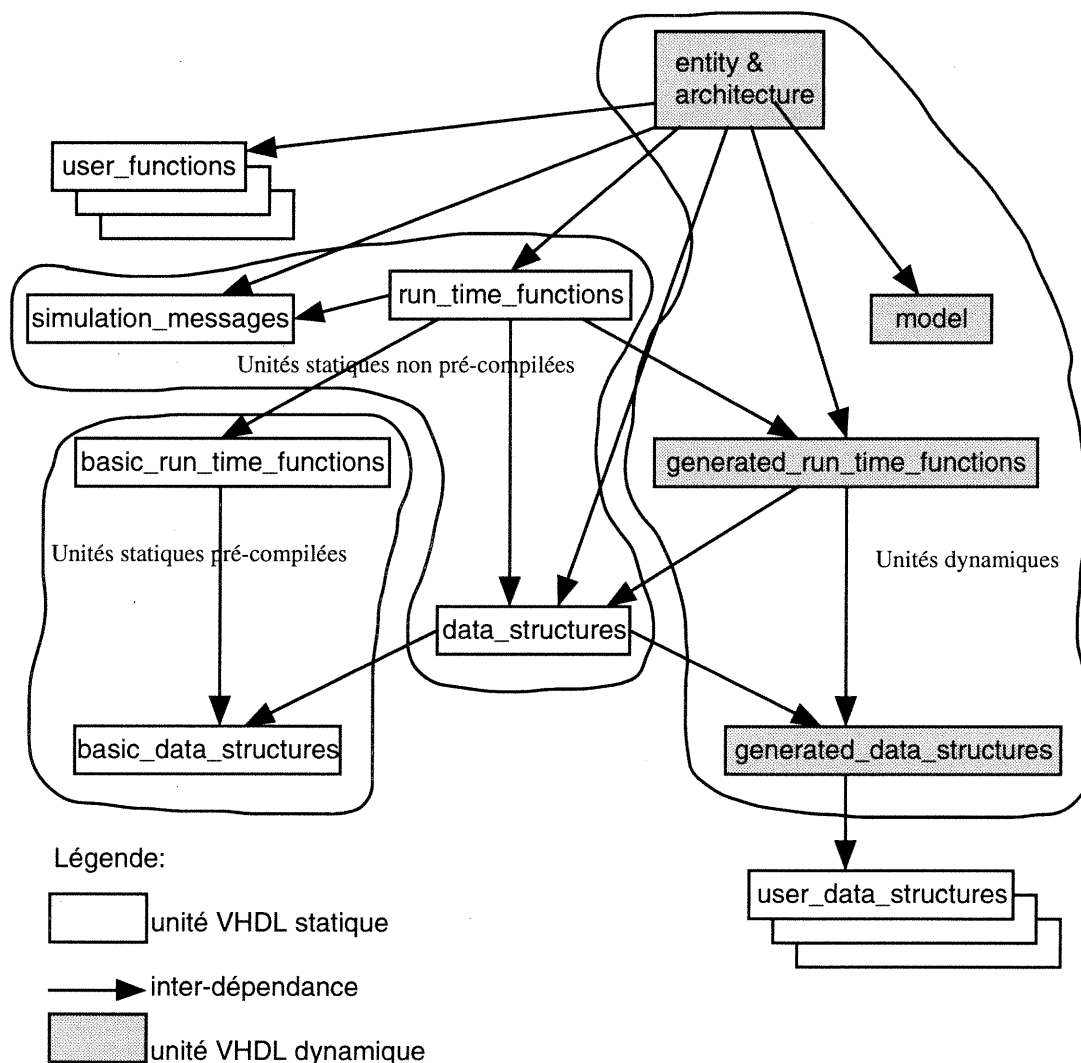 entity &
architecture
user_functions
run_time_functions
simulation_messages
model
Unités statiques non pré-compilées
basic_run_time_functions
generated_run_time_functions
Unités statiques pré-compilées
Unités dynamiques
data_structures
basic_data_structures
generated_data_structures
Légende:
user_data_structures
unité VHDL statique
inter-dépendance
unité VHDL dynamique